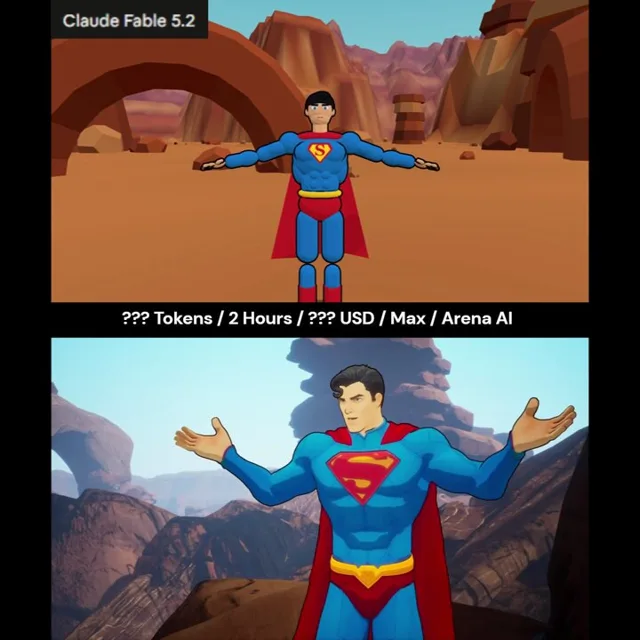 Claude Fable 5.2
S
??? Tokens / 2 Hours / ??? USD / Max / Arena AI
S